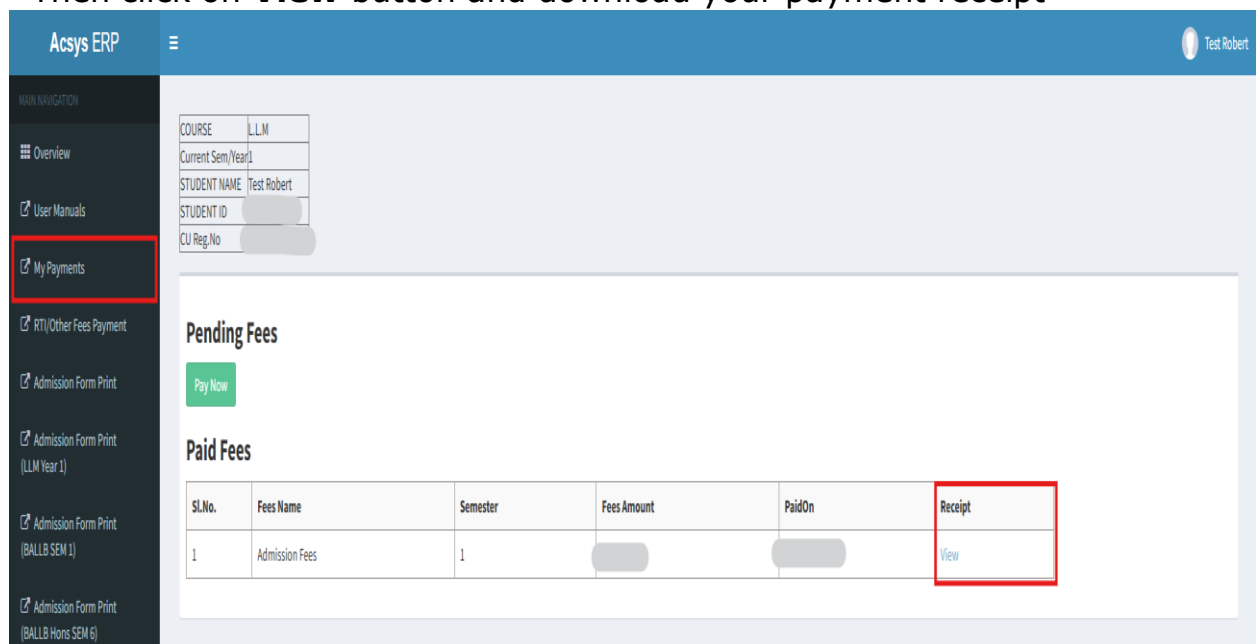 Then click on View button and download your payment receipt
Acsys ERP
Test Robert
MAIN NAVIGATION
Overview
User Manuals
My Payments
RTI/Other Fees Payment
Admission Form Print
Admission Form Print
(LLM Year 1)
Admission Form Print
(BALLB SEM 1)
Admission Form Print
(BALLB Hons SEM 6)
COURSE L.L.M
Current Sem/Year 1
STUDENT NAME Test Robert
STUDENT ID
CU Reg.No
Pending Fees
Pay Now
Paid Fees
Sl.No. Fees Name Semester Fees Amount PaidOn Receipt
1 Admission Fees 1 View